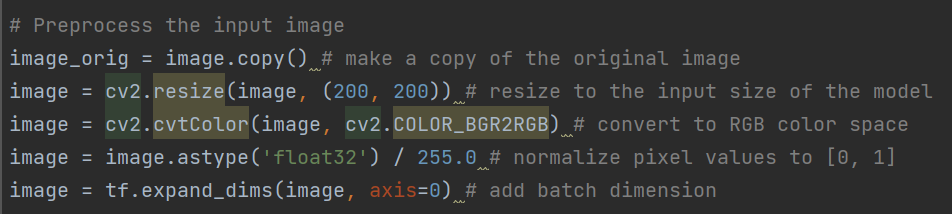 # Preprocess the input image
image_orig = image.copy() # make a copy of the original image
image = cv2.resize(image, (200, 200)) # resize to the input size of the model
image = cv2.cvtColor(image, cv2.COLOR_BGR2RGB) # convert to RGB color space
image = image.astype('float32') / 255.0 # normalize pixel values to [0, 1]
image = tf.expand_dims(image, axis=0) # add batch dimension